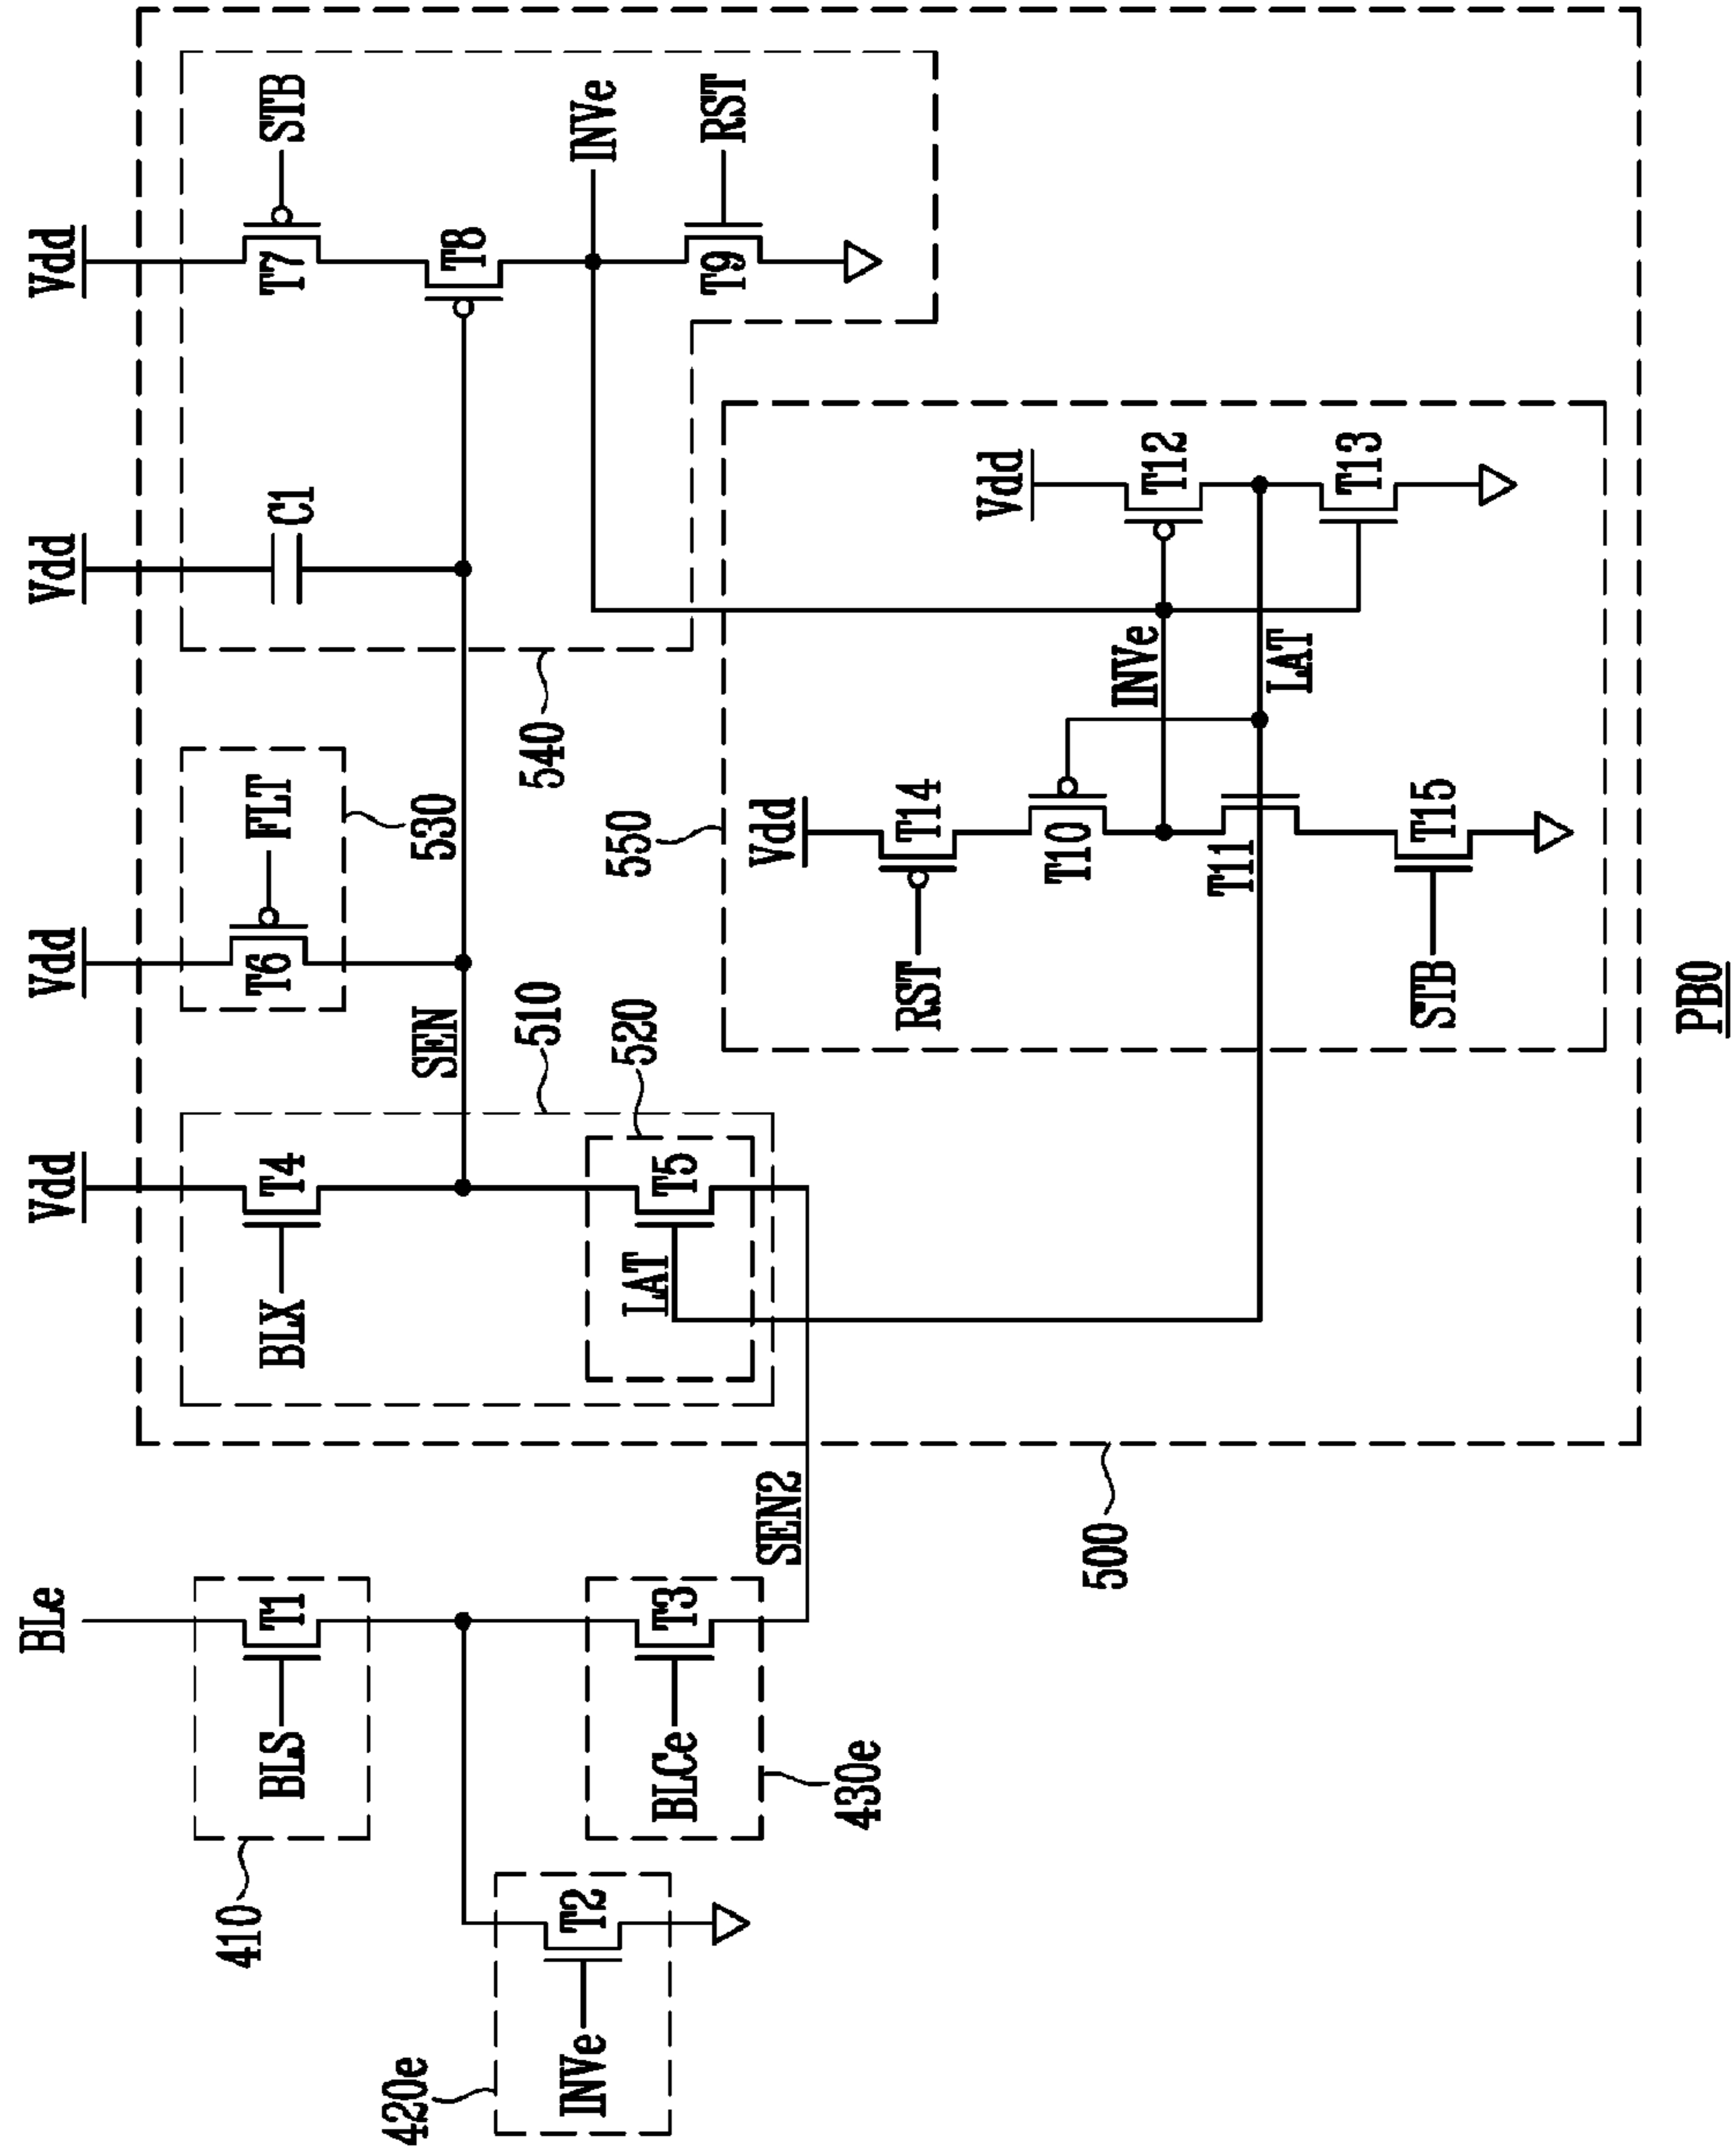 Vdd
Vdd
Vdd
Vdd
BLe
BLS
T1
BLX
T4
T6
FLT
C1
T7
STB
410
530
SEN
T8
420e
INVe
T2
510
540
INVe
BLCe
T3
LAT
T5
520
550
T9
RST
430e
SEN2
Vdd
RST
T14
Vdd
500
T10
INVe
T12
T11
LAT
T13
STB
T15
PB0